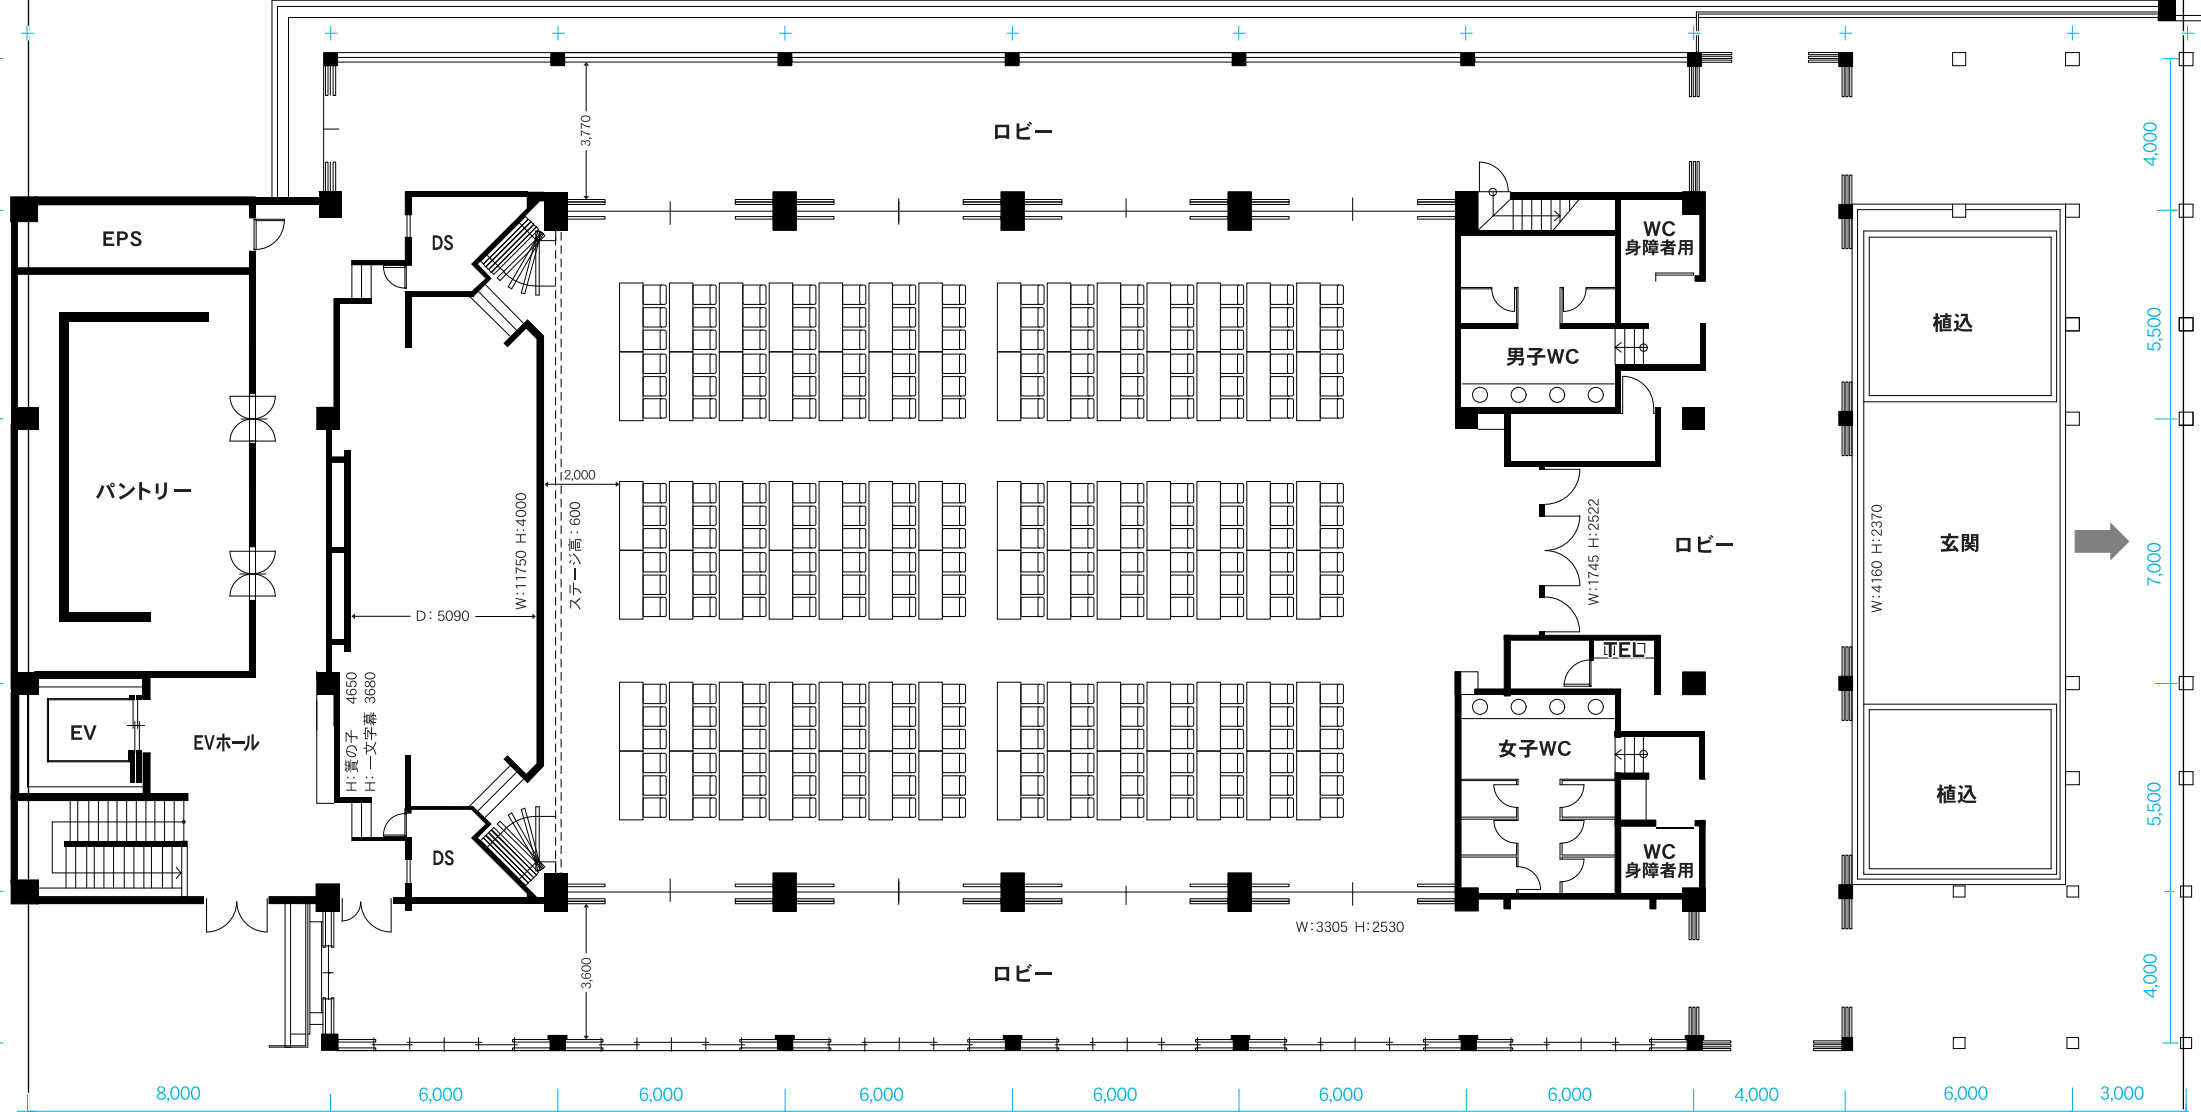 ロビー
3,770
4,000
EPS
DS
WC
身障者用
植込
5,500
男子WC
パントリー
2,000
ステージ高:600
W:11750 H:4000
D:5090
W:1745 H:2522
ロビー
W:4160 H:2370
玄関
7,000
TEL
H:簀の子 4650
H:一文字幕 3680
EV
EVホール
女子WC
植込
5,500
DS
WC
身障者用
W:3305 H:2530
3,600
ロビー
4,000
8,000
6,000
6,000
6,000
6,000
6,000
6,000
4,000
6,000
3,000